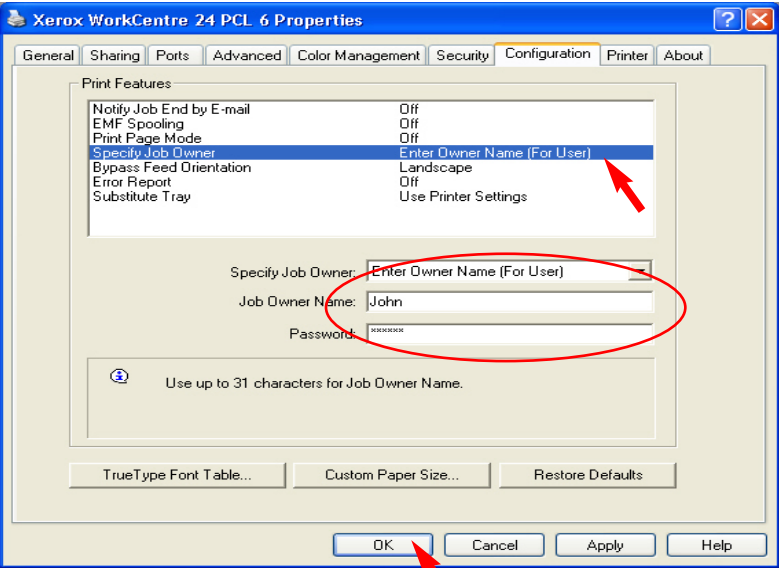 Xerox WorkCentre 24 PCL 6 Properties
General Sharing Ports Advanced Color Management Security Configuration Printer About
Print Features
Notify Job End by E-mail Off
EMF Spooling Off
Print Page Mode Off
Specify Job Owner Enter Owner Name (For User)
Bypass Feed Orientation Landscape
Error Report Off
Substitute Tray Use Printer Settings
Specify Job Owner: Enter Owner Name (For User)
Job Owner Name: John
Password: ******
Use up to 31 characters for Job Owner Name.
TrueType Font Table... Custom Paper Size... Restore Defaults
OK Cancel Apply Help